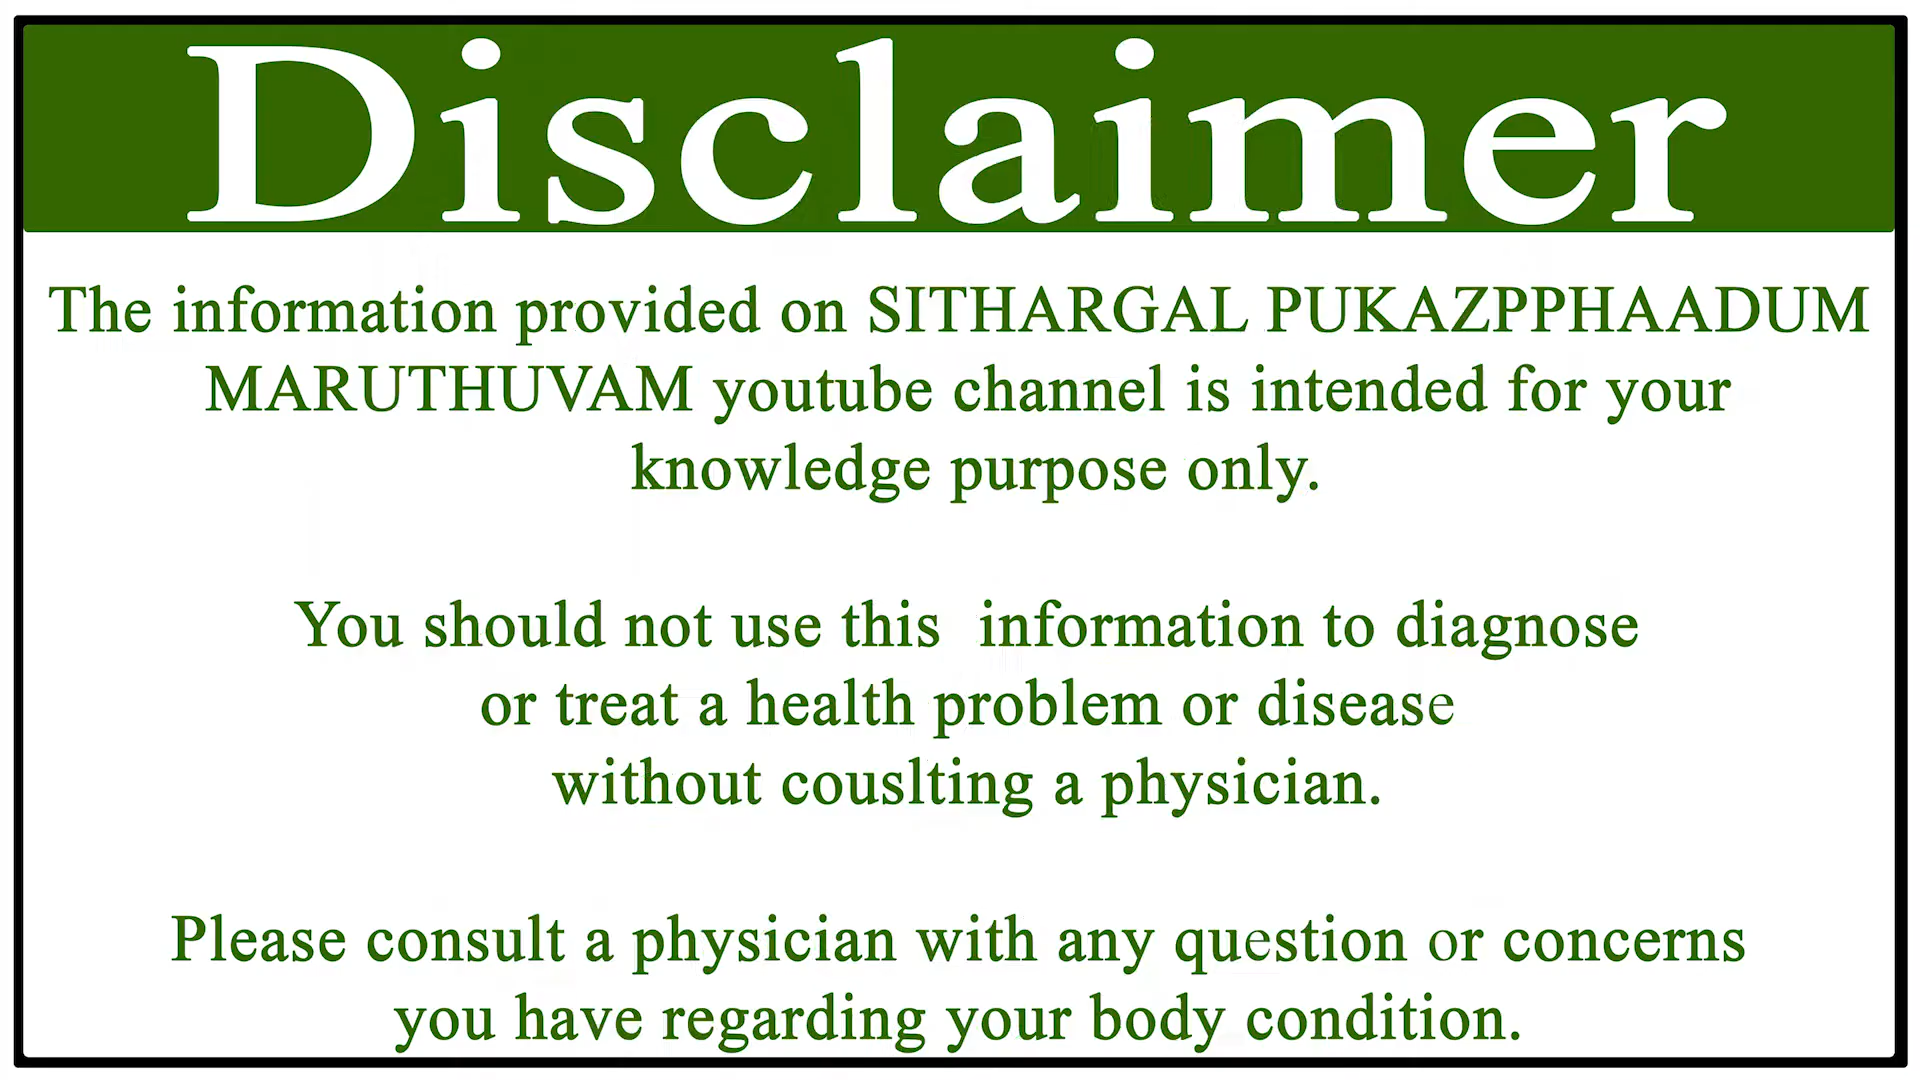 Disclaimer
The information provided on SITHARGAL PUKAZPPHAADUM
MARUTHUVAM youtube channel is intended for your
knowledge purpose only.
You should not use this information to diagnose
or treat a health problem or disease
without couslting a physician.
Please consult a physician with any question or concerns
you have regarding your body condition.